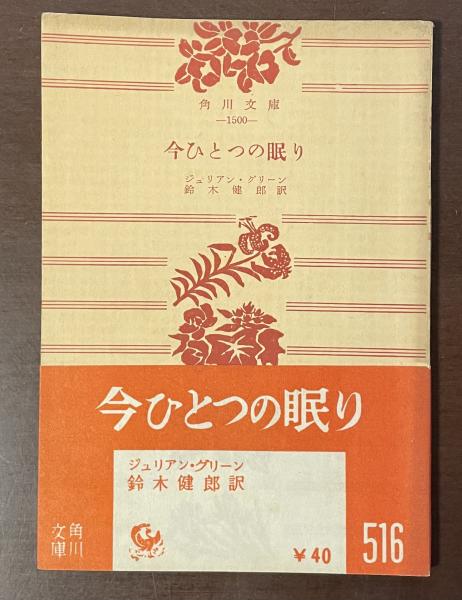 角川文庫
—1500—
今ひとつの眠り
ジュリアン・グリーン
鈴木健郎訳
今ひとつの眠り
ジュリアン・グリーン
鈴木健郎訳
角川文庫
¥40
516